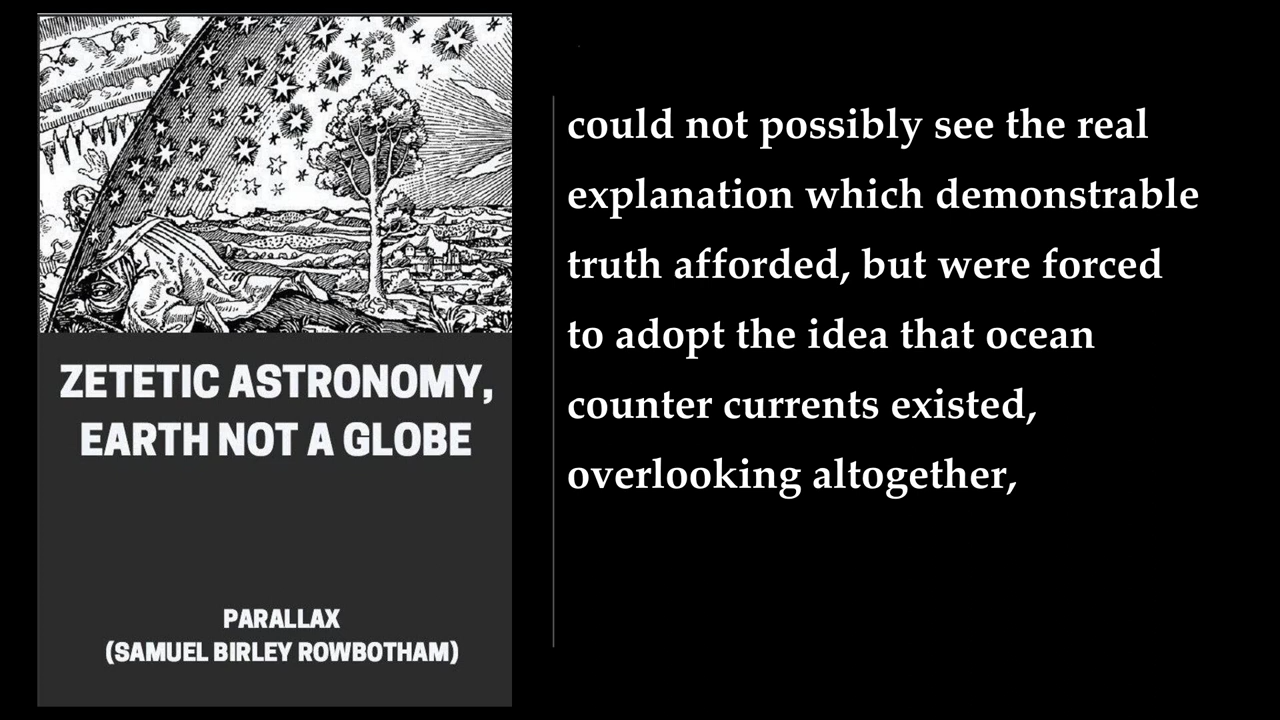 ZETETIC ASTRONOMY,
EARTH NOT A GLOBE
PARALLAX
(SAMUEL BIRLEY ROWBOTHAM)
could not possibly see the real
explanation which demonstrable
truth afforded, but were forced
to adopt the idea that ocean
counter currents existed,
overlooking altogether,